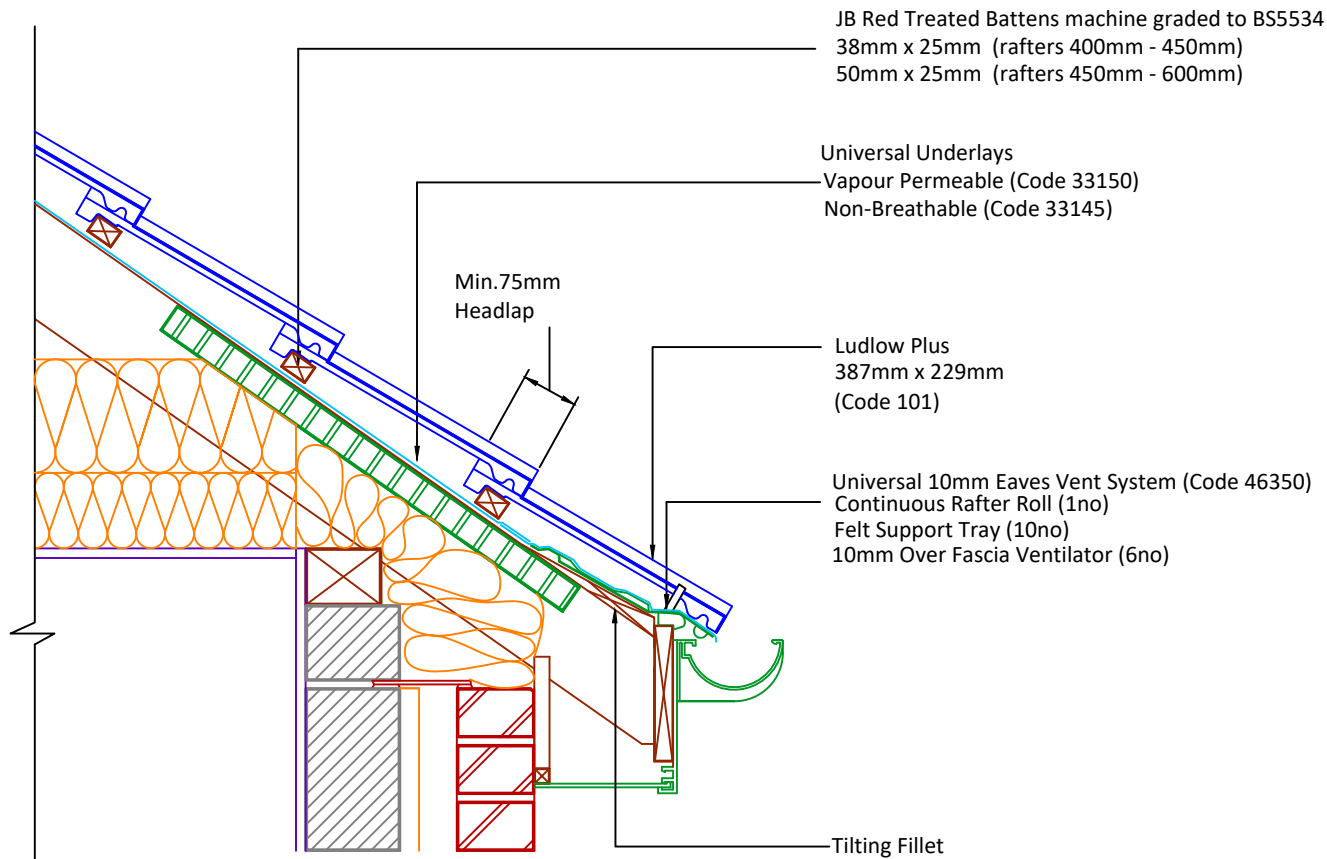 JB Red Treated Battens machine graded to BS5534
38mm x 25mm (rafters 400mm - 450mm)
50mm x 25mm (rafters 450mm - 600mm)
Universal Underlays
Vapour Permeable (Code 33150)
Non-Breathable (Code 33145)
Min.75mm
Headlap
Ludlow Plus
387mm x 229mm
(Code 101)
Universal 10mm Eaves Vent System (Code 46350)
Continuous Rafter Roll (1no)
Felt Support Tray (10no)
10mm Over Fascia Ventilator (6no)
Tilting Fillet